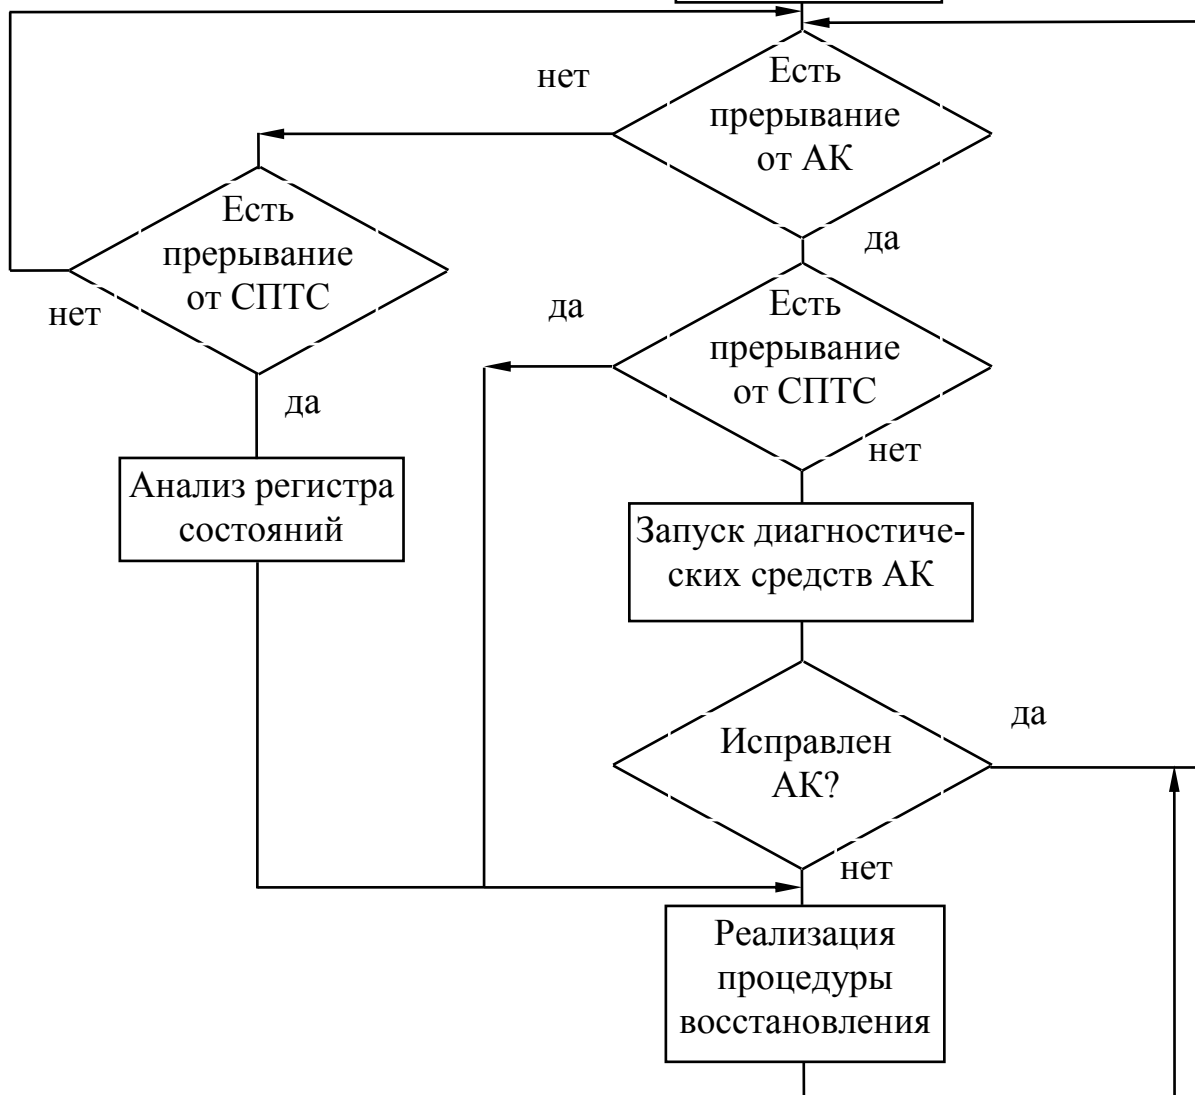 нет
Есть
прерывание
от АК
да
Есть
прерывание
от СПТС
нет
да
да
Есть
прерывание
от СПТС
нет
Анализ регистра
состояний
Запуск диагностиче-
ских средств АК
Исправлен
АК?
да
нет
Реализация
процедуры
восстановления